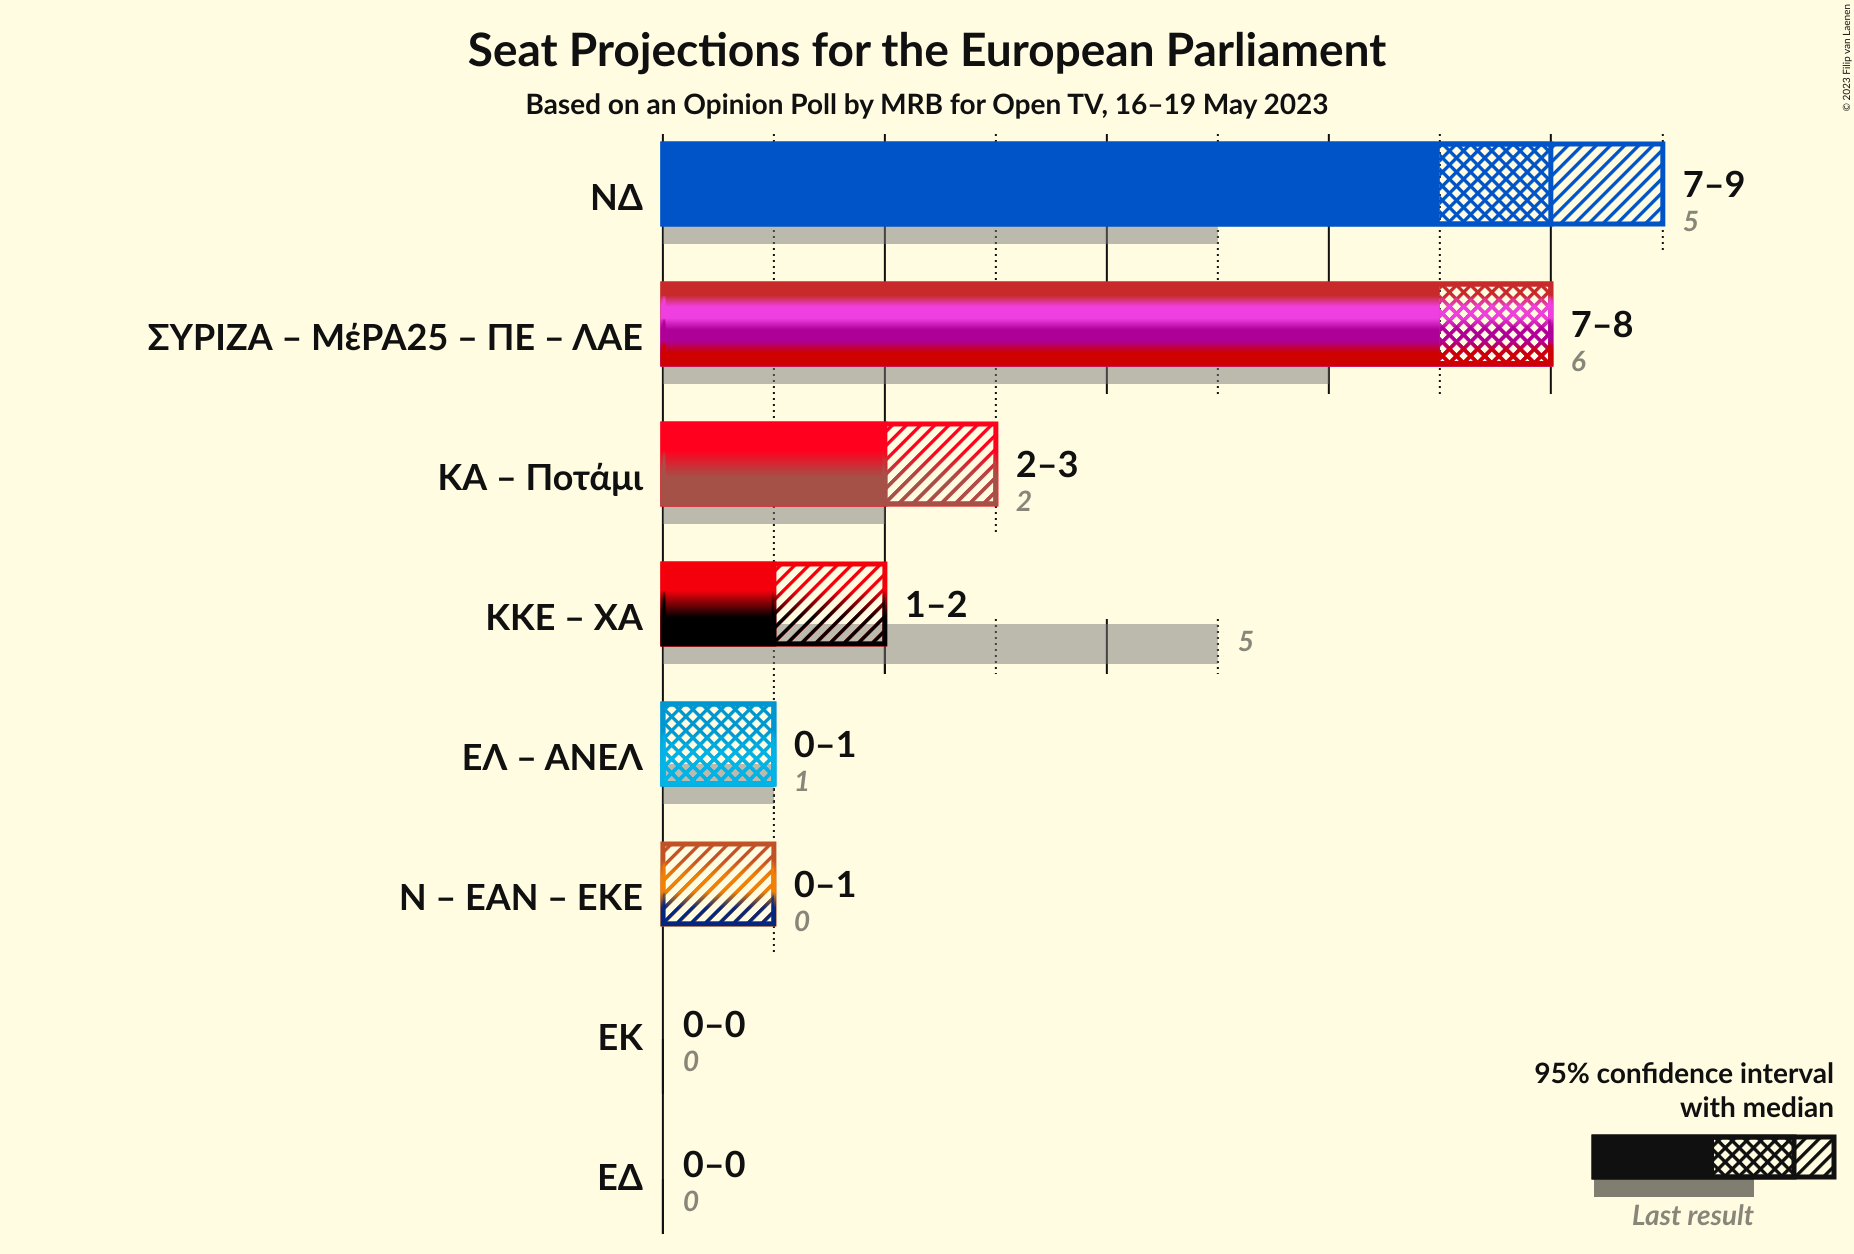 Seat Projections for the European Parliament
Based on an Opinion Poll by MRB for Open TV, 16–19 May 2023
© 2023 Filip van Laenen
ΝΔ
7–9
5
ΣΥΡΙΖΑ – ΜέΡΑ25 – ΠΕ – ΛΑΕ
7–8
6
ΚΑ – Ποτάμι
2–3
2
ΚΚΕ – ΧΑ
1–2
5
ΕΛ – ΑΝΕΛ
0–1
1
Ν – ΕΑΝ – ΕΚΕ
0–1
0
ΕΚ
0–0
0
ΕΔ
0–0
0
95% confidence interval
with median
Last result